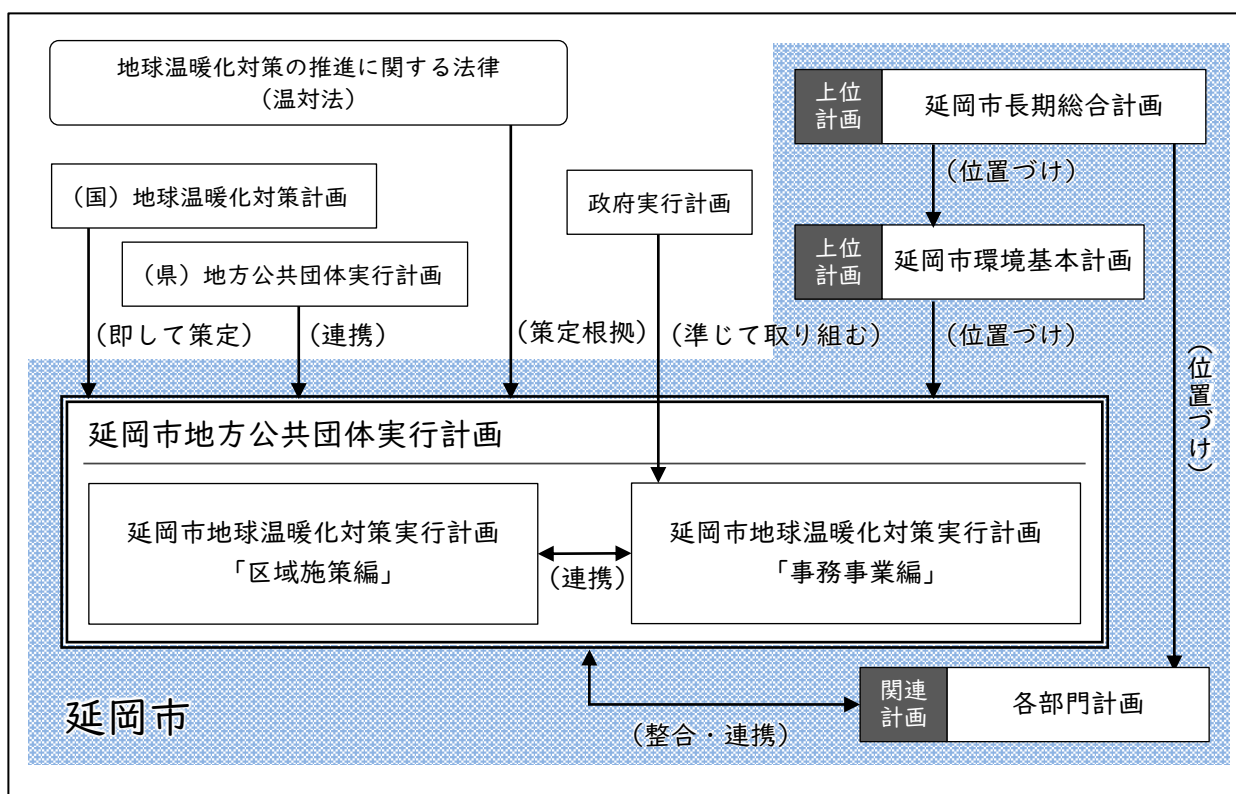 地球温暖化対策の推進に関する法律
（温対法）
上位
計画
延岡市長期総合計画
（位置づけ）
（国）地球温暖化対策計画
政府実行計画
（県）地方公共団体実行計画
上位
計画
延岡市環境基本計画
（即して策定）
（連携）
（策定根拠）
（準じて取り組む）
（位置づけ）
（位置づけ）
延岡市地方公共団体実行計画
延岡市地球温暖化対策実行計画
「区域施策編」
（連携）
延岡市地球温暖化対策実行計画
「事務事業編」
延岡市
（整合・連携）
関連
計画
各部門計画